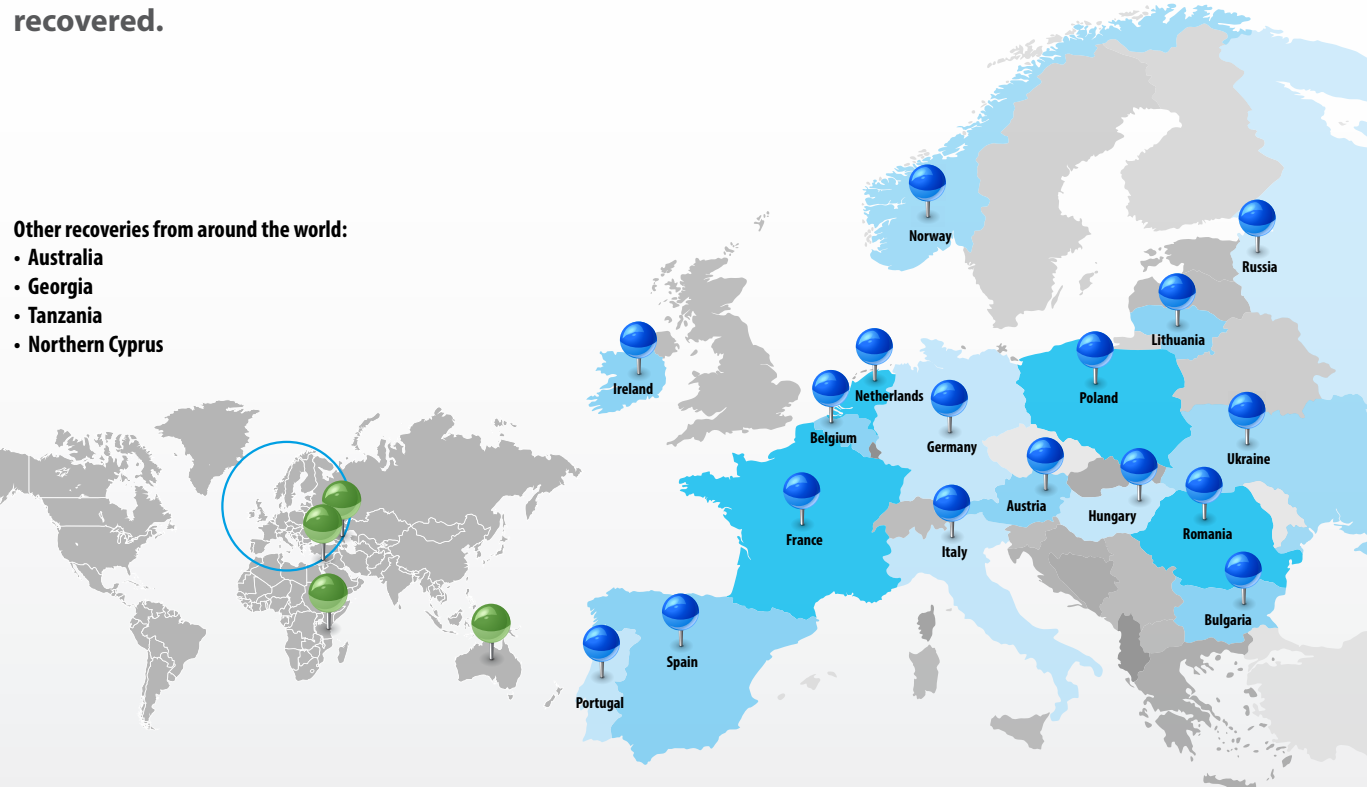 recovered.
Other recoveries from around the world:
• Australia
• Georgia
• Tanzania
• Northern Cyprus
Norway
Russia
Lithuania
Ireland
Netherlands
Poland
Belgium
Germany
Ukraine
Austria
Hungary
France
Romania
Italy
Bulgaria
Spain
Portugal